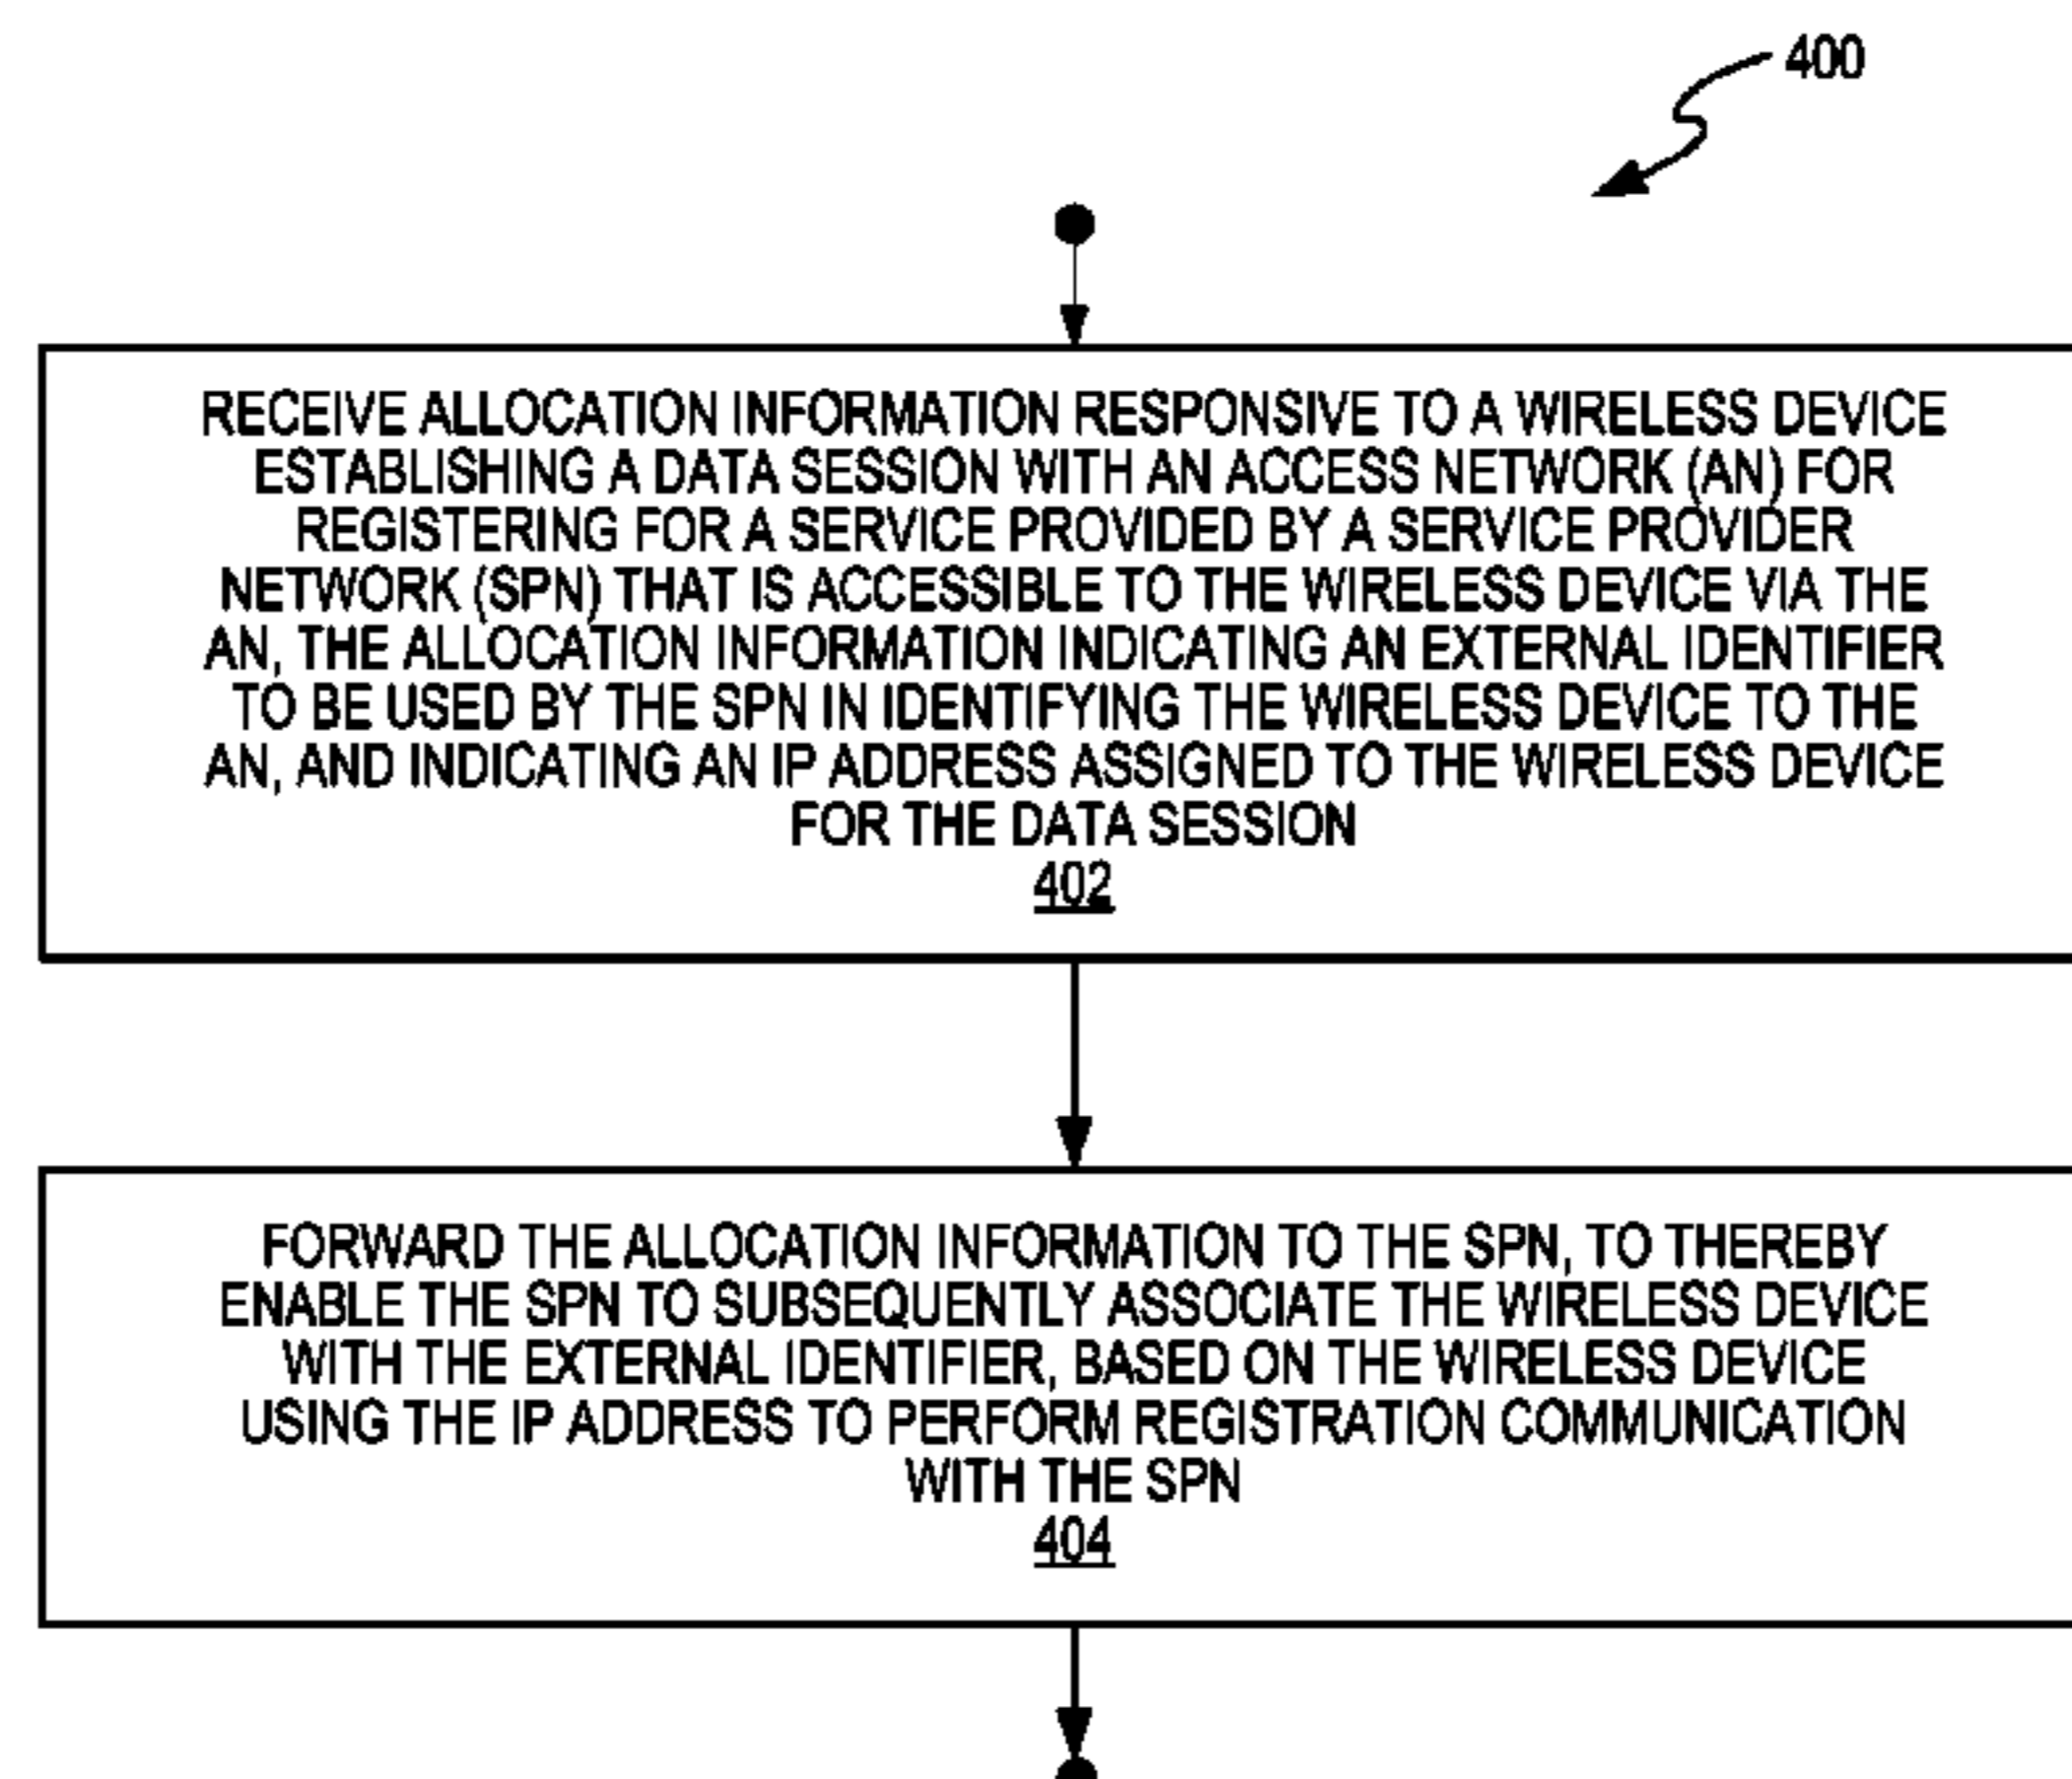 400
RECEIVE ALLOCATION INFORMATION RESPONSIVE TO A WIRELESS DEVICE
ESTABLISHING A DATA SESSION WITH AN ACCESS NETWORK (AN) FOR
REGISTERING FOR A SERVICE PROVIDED BY A SERVICE PROVIDER
NETWORK (SPN) THAT IS ACCESSIBLE TO THE WIRELESS DEVICE VIA THE
AN, THE ALLOCATION INFORMATION INDICATING AN EXTERNAL IDENTIFIER
TO BE USED BY THE SPN IN IDENTIFYING THE WIRELESS DEVICE TO THE
AN, AND INDICATING AN IP ADDRESS ASSIGNED TO THE WIRELESS DEVICE
FOR THE DATA SESSION
402
FORWARD THE ALLOCATION INFORMATION TO THE SPN, TO THEREBY
ENABLE THE SPN TO SUBSEQUENTLY ASSOCIATE THE WIRELESS DEVICE
WITH THE EXTERNAL IDENTIFIER, BASED ON THE WIRELESS DEVICE
USING THE IP ADDRESS TO PERFORM REGISTRATION COMMUNICATION
WITH THE SPN
404